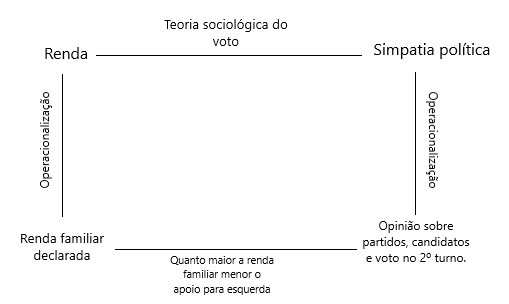 Teoria sociológica do
voto
Renda
Simpatia política
Operacionalização
Operacionalização
Renda familiar
declarada
Quanto maior a renda
familiar menor o
apoio para esquerda
Opinião sobre
partidos, candidatos
e voto no 2º turno.